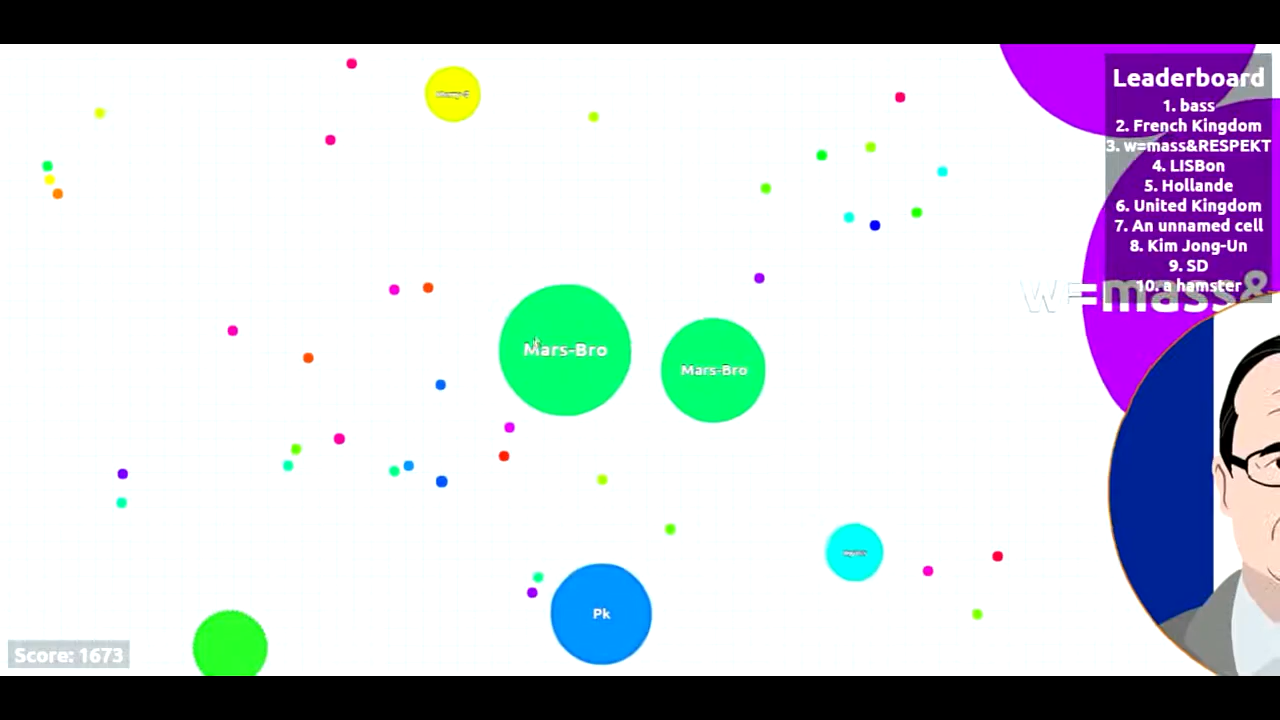 Leaderboard
1. bass
2. French Kingdom
3. w=mass&RESPEKT
4. LISBon
5. Hollande
6. United Kingdom
7. An unnamed cell
8. Kim Jong-Un
9. SD
10. a hamster
w=mass&
Mars-Bro
Mars-Bro
Pk
Score: 1673